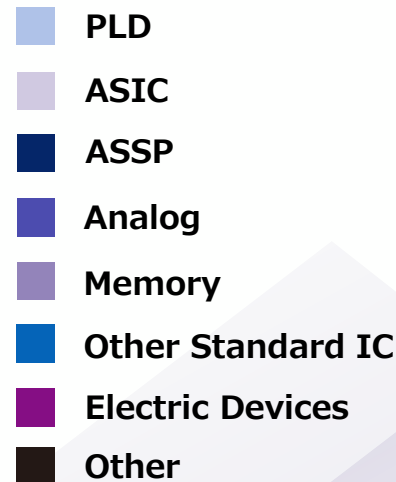 PLD
ASIC
ASSP
Analog
Memory
Other Standard IC
Electric Devices
Other